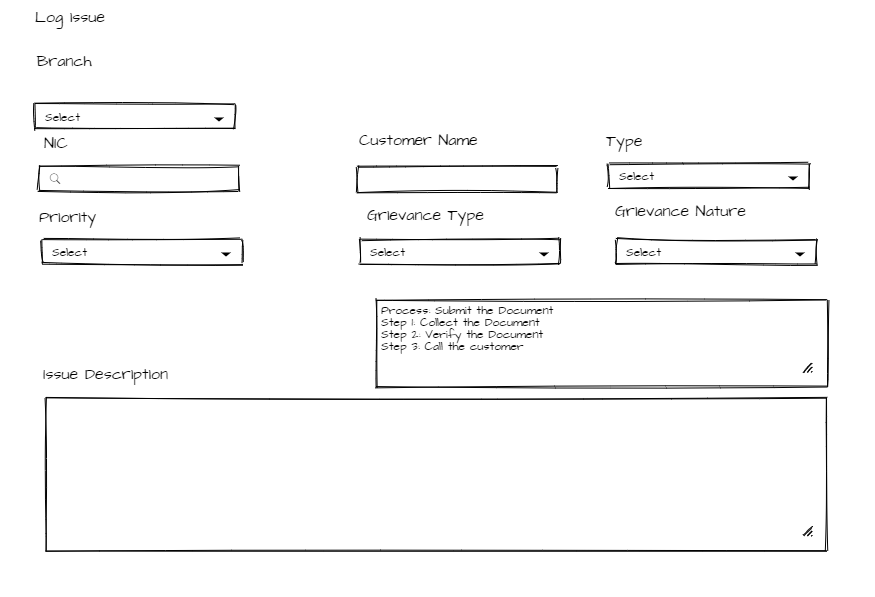 Log Issue
Branch
Select
NIC
Customer Name
Type
Select
Priority
Grievance Type
Grievance Nature
Select
Select
Select
Process: Submit the Document
Step 1: Collect the Document
Step 2: Verify the Document
Step 3: Call the customer
Issue Description